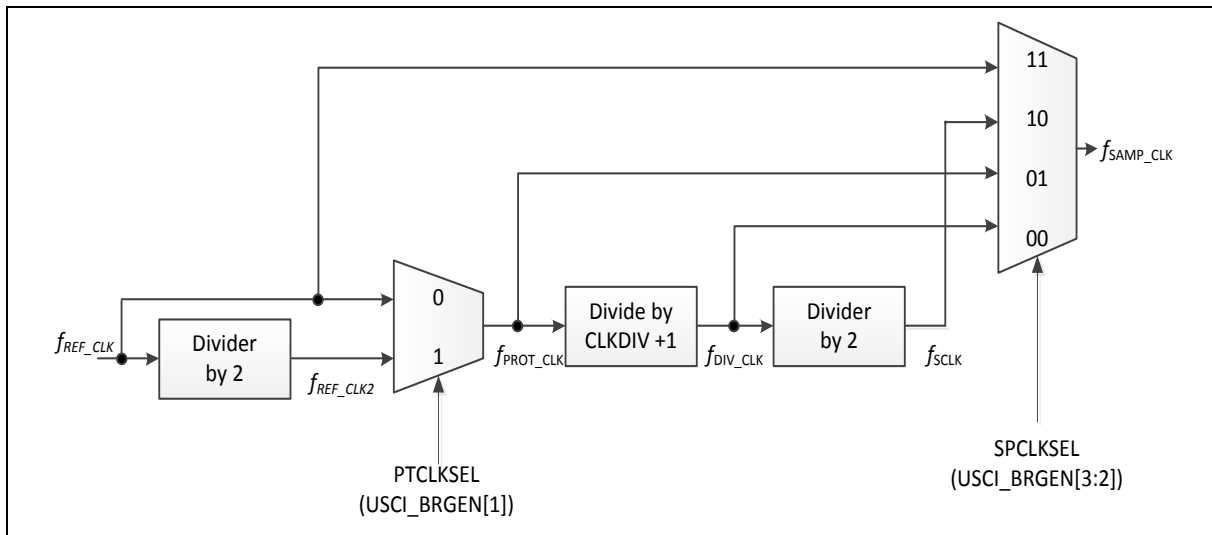 11
10
f_SAMP_CLK
01
00
0
Divide by
CLKDIV +1
Divider
by 2
f_REF_CLK
Divider
by 2
1
f_PROT_CLK
f_DIV_CLK
f_SCLK
f_REF_CLK2
PTCLKSEL
(USCI_BRGEN[1])
SPCLKSEL
(USCI_BRGEN[3:2])